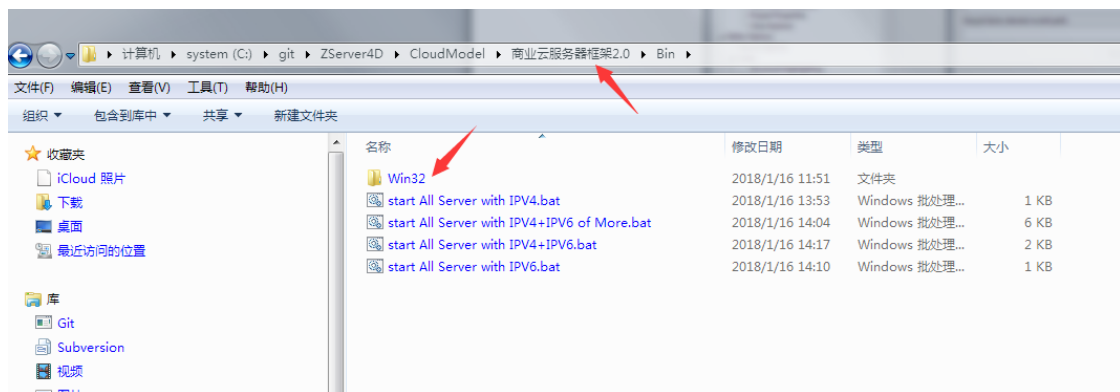 计算机 ▸ system (C:) ▸ git ▸ ZServer4D ▸ CloudModel ▸ 商业云服务器框架2.0 ▸ Bin ▸
文件(F) 编辑(E) 查看(V) 工具(T) 帮助(H)
组织 包含到库中 共享 新建文件夹
收藏夹
iCloud 照片
下载
桌面
最近访问的位置
库
Git
Subversion
视频
名称 修改日期 类型 大小
Win32 2018/1/16 11:51 文件夹
start All Server with IPV4.bat 2018/1/16 13:53 Windows 批处理... 1 KB
start All Server with IPV4+IPV6 of More.bat 2018/1/16 14:04 Windows 批处理... 6 KB
start All Server with IPV4+IPV6.bat 2018/1/16 14:17 Windows 批处理... 2 KB
start All Server with IPV6.bat 2018/1/16 14:10 Windows 批处理... 1 KB